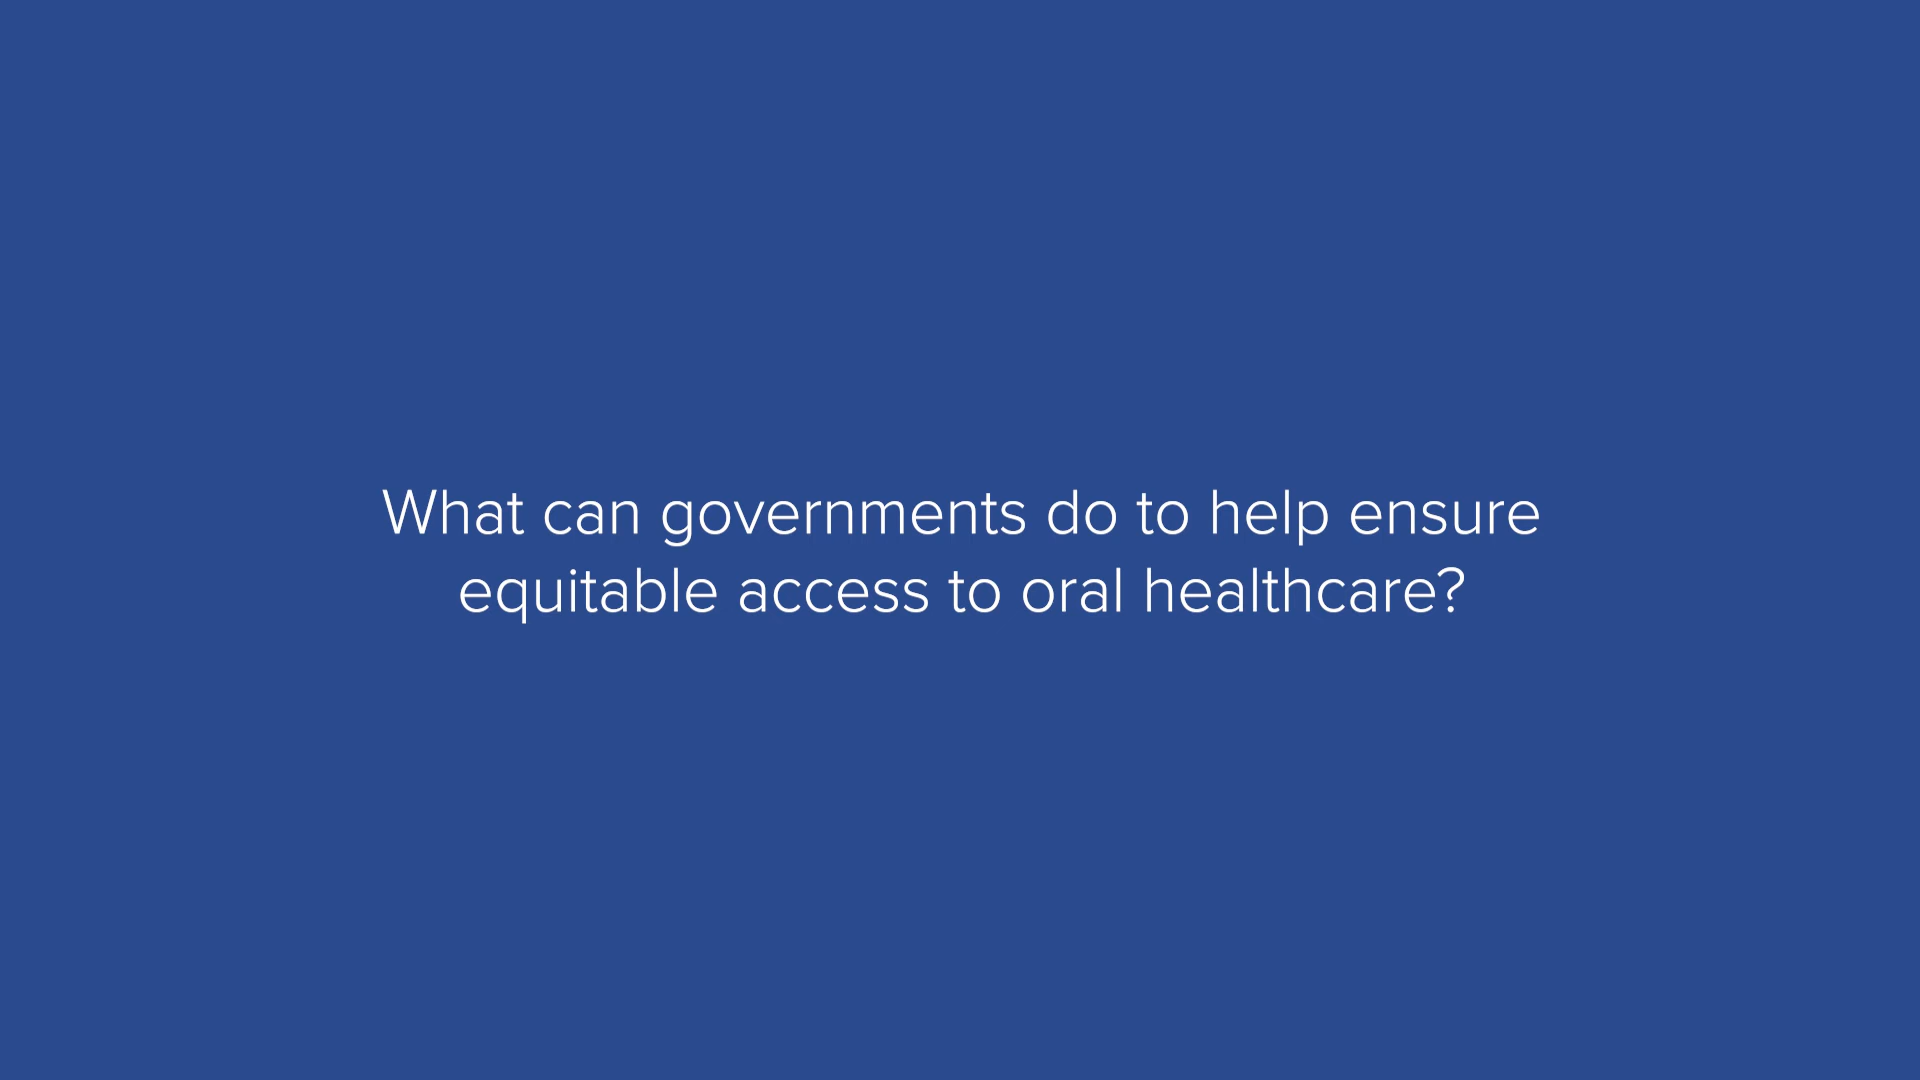 What can governments do to help ensure
equitable access to oral healthcare?